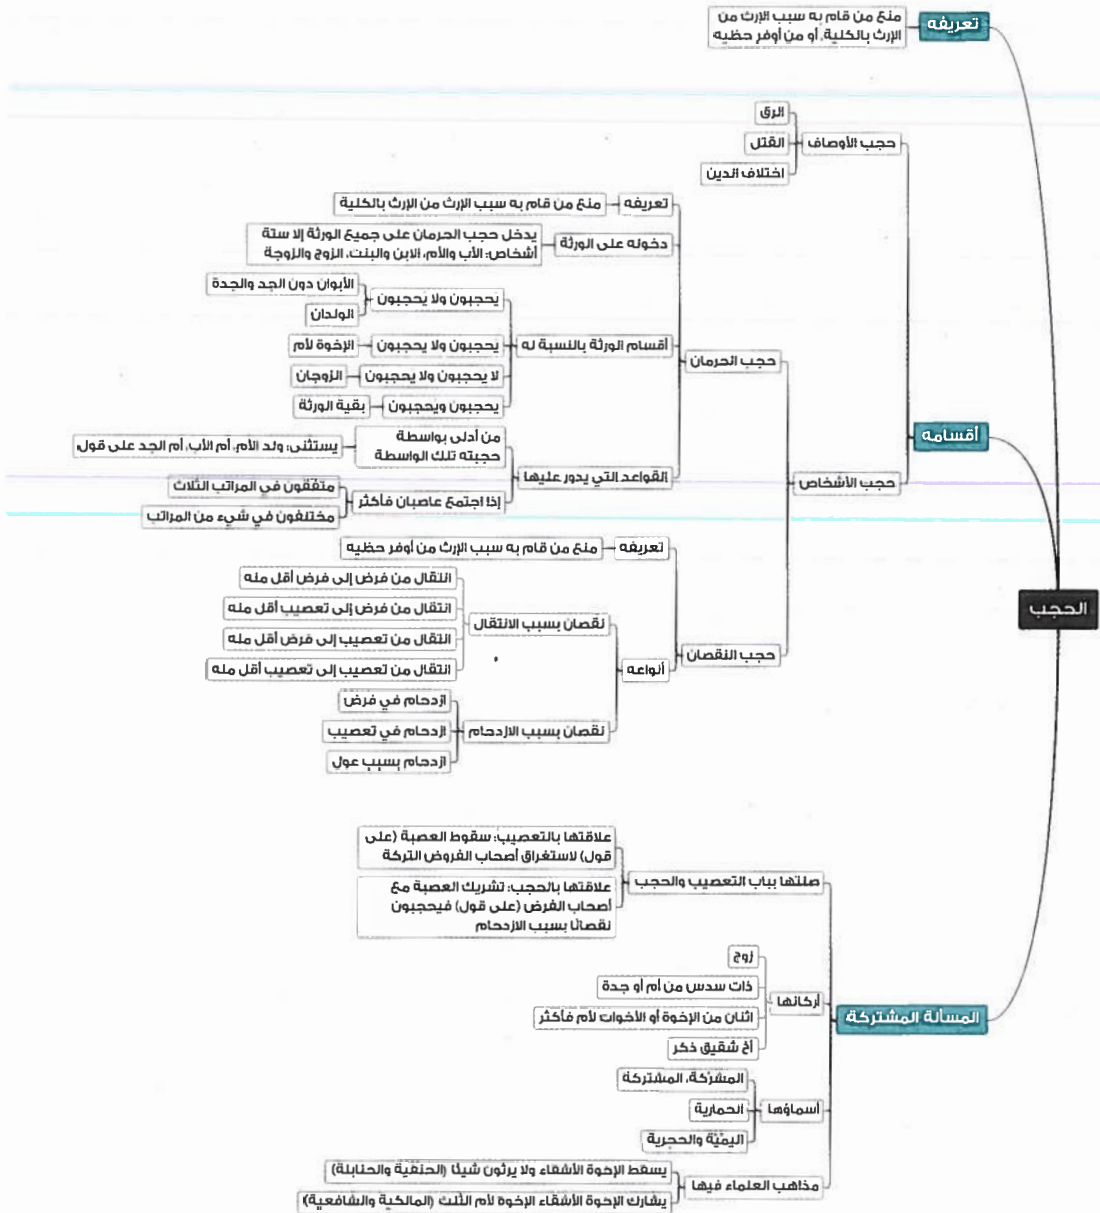 الحجب
تعريفه
منع من قام به سبب الإرث من
الإرث بالكلية، أو من أوفر حظيه
أقسامه
حجب الأوصاف
الرق
القتل
اختلاف الدين
حجب الأشخاص
حجب الحرمان
تعريفه
منع من قام به سبب الإرث من الإرث بالكلية
دخوله على الورثة
يدخل حجب الحرمان على جميع الورثة إلا ستة
أشخاص: الأب والأم، الابن والبنت، الزوج والزوجة
أقسام الورثة بالنسبة له
يَحجبون ولا يُحجبون
الأبوان دون الجد والجدة
الولدان
يُحجبون ولا يَحجبون
الإخوة لأم
لا يحجبون ولا يحجبون
الزوجان
يحجبون ويحجبون
بقية الورثة
القواعد التي يدور عليها
من أدلى بواسطة
حجبته تلك الواسطة
يستثنى: ولد الأم، أم الأب، أم الجد على قول
إذا اجتمع عاصبان فأكثر
متفقون في المراتب الثلاث
مختلفون في شيء من المراتب
حجب النقصان
تعريفه
منع من قام به سبب الإرث من أوفر حظيه
أنواعه
نقصان بسبب الانتقال
انتقال من فرض إلى فرض أقل منه
انتقال من فرض إلى تعصيب أقل منه
انتقال من تعصيب إلى فرض أقل منه
انتقال من تعصيب إلى تعصيب أقل منه
نقصان بسبب الازدحام
ازدحام في فرض
ازدحام في تعصيب
ازدحام بسبب عول
المسألة المشتركة
صلتها بباب التعصيب والحجب
علاقتها بالتعصيب: سقوط العصبة (على
قول) لاستغراق أصحاب الفروض التركة
علاقتها بالحجب: تشريك العصبة مع
أصحاب الفرض (على قول) فيحجبون
نقصانًا بسبب الازدحام
أركانها
زوج
ذات سدس من أم أو جدة
اثنان من الإخوة أو الأخوات لأم فأكثر
أخ شقيق ذكر
أسماؤها
المشرّكة، المشتركة
الحمارية
اليمّيّة والحجرية
مذاهب العلماء فيها
يسقط الإخوة الأشقاء ولا يرثون شيئًا (الحنفية والحنابلة)
يشارك الإخوة الأشقاء الإخوة لأم الثلث (المالكية والشافعية)